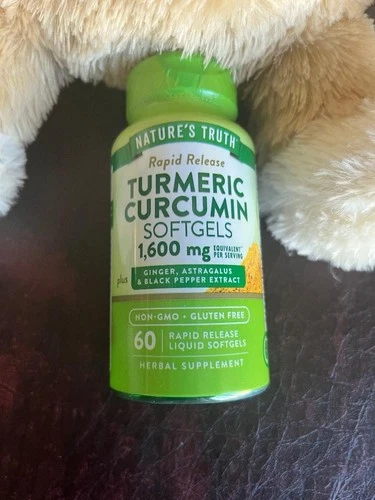 NATURE'S TRUTH
Rapid Release
TURMERIC
CURCUMIN
SOFTGELS
1,600 mg EQUIVALENT PER SERVING
plus GINGER, ASTRAGALUS
& BLACK PEPPER EXTRACT
NON-GMO • GLUTEN FREE
60 RAPID RELEASE
LIQUID SOFTGELS
HERBAL SUPPLEMENT